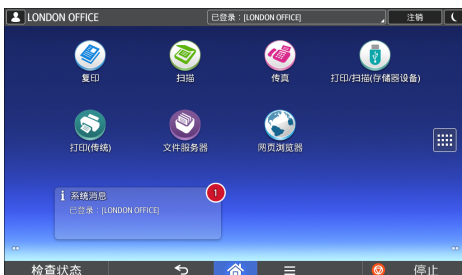 LONDON OFFICE
已登录：[LONDON OFFICE]
注销
复印
扫描
传真
打印/扫描(存储器设备)
打印(传统)
文件服务器
网页浏览器
系统消息
1
已登录：[LONDON OFFICE]
检查状态
停止